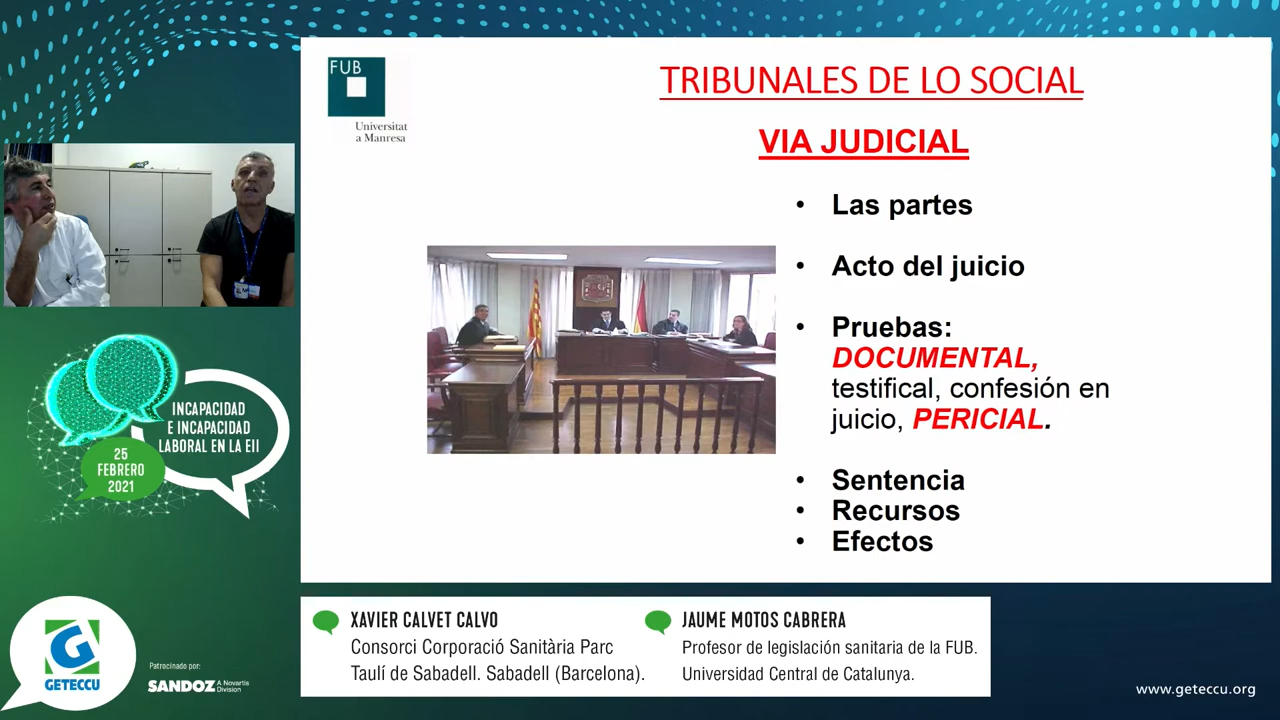 FUB
Universitat
a Manresa
TRIBUNALES DE LO SOCIAL
VIA JUDICIAL
• Las partes
• Acto del juicio
• Pruebas:
DOCUMENTAL,
testifical, confesión en
juicio, PERICIAL.
• Sentencia
• Recursos
• Efectos
INCAPACIDAD
E INCAPACIDAD
LABORAL EN LA EII
25
FEBRERO
2021
G
GETECCU
Patrocinado por:
SANDOZ A Novartis
Division
XAVIER CALVET CALVO
Consorci Corporació Sanitària Parc
Taulí de Sabadell. Sabadell (Barcelona).
JAUME MOTOS CABRERA
Profesor de legislación sanitaria de la FUB.
Universidad Central de Catalunya.
www.geteccu.org